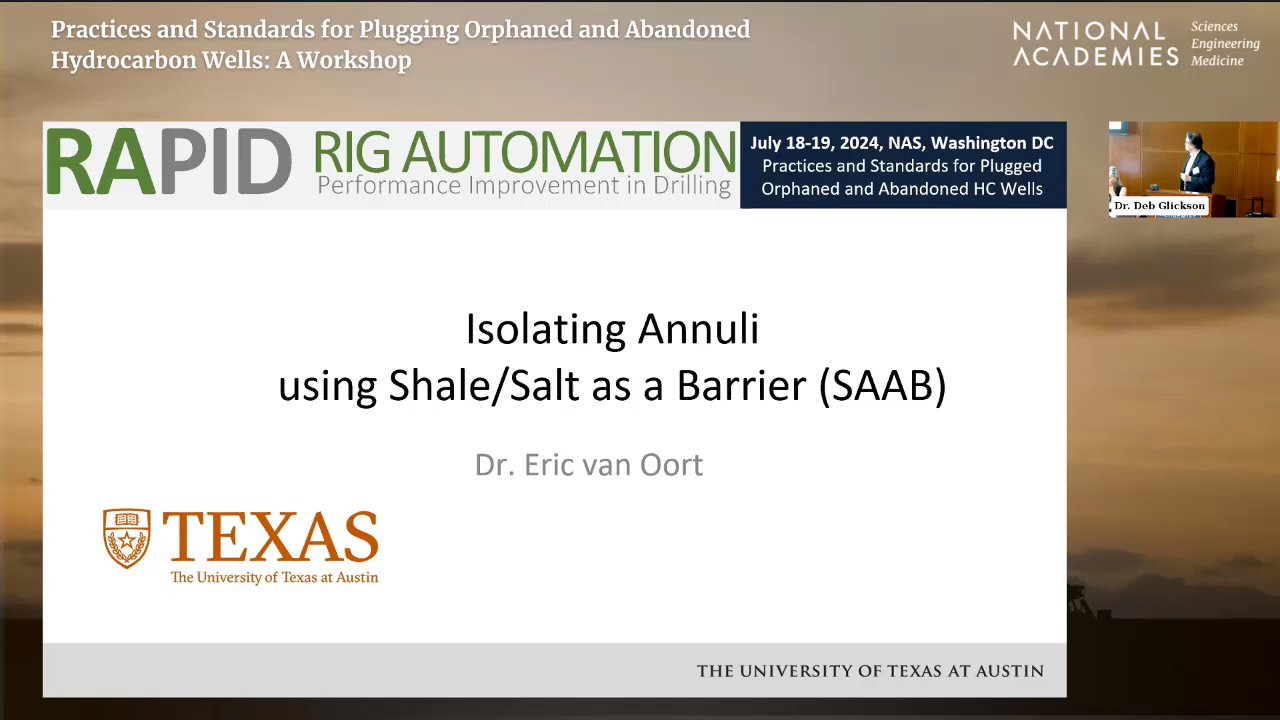 Practices and Standards for Plugging Orphaned and Abandoned
Hydrocarbon Wells: A Workshop
NATIONAL
ACADEMIES
Sciences
Engineering
Medicine
RAPID
RIG AUTOMATION
Performance Improvement in Drilling
July 18-19, 2024, NAS, Washington DC
Practices and Standards for Plugged
Orphaned and Abandoned HC Wells
Dr. Deb Glickson
Isolating Annuli
using Shale/Salt as a Barrier (SAAB)
Dr. Eric van Oort
TEXAS
The University of Texas at Austin
THE UNIVERSITY OF TEXAS AT AUSTIN